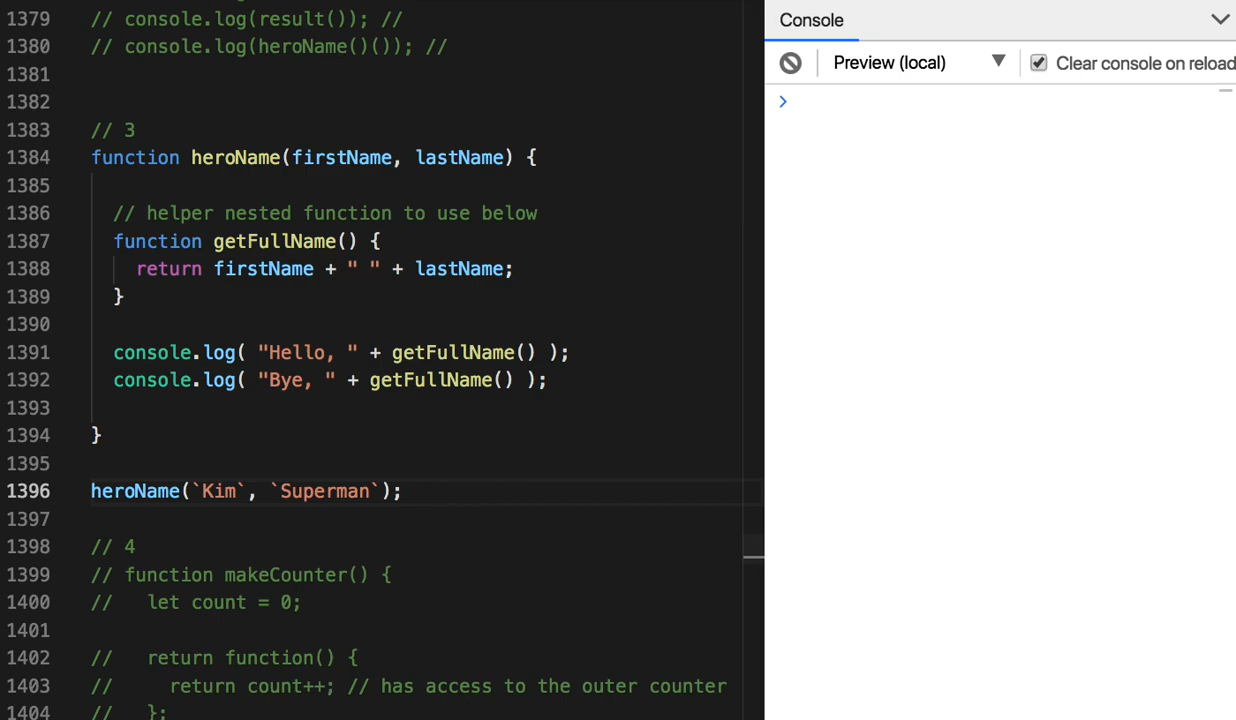 1379 // console.log(result()); //
1380 // console.log(heroName()()); //
1381
1382
1383 // 3
1384 function heroName(firstName, lastName) {
1385
1386   // helper nested function to use below
1387   function getFullName() {
1388     return firstName + " " + lastName;
1389   }
1390
1391   console.log( "Hello, " + getFullName() );
1392   console.log( "Bye, " + getFullName() );
1393
1394 }
1395
1396 heroName(`Kim`, `Superman`);
1397
1398 // 4
1399 // function makeCounter() {
1400 //   let count = 0;
1401
1402 //   return function() {
1403 //     return count++; // has access to the outer counter
1404 //   };
Console
Preview (local) ▼ Clear console on reload